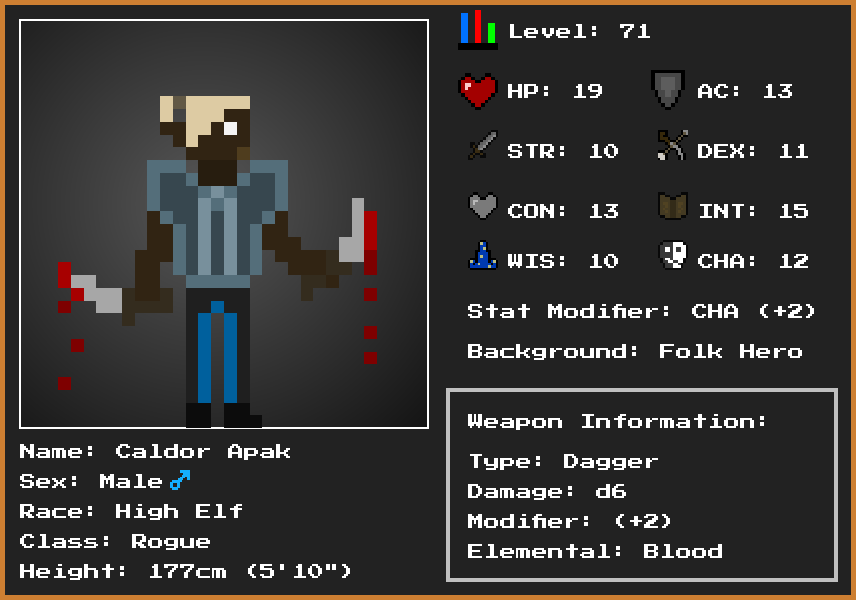 Level: 71
HP: 19
AC: 13
STR: 10
DEX: 11
CON: 13
INT: 15
WIS: 10
CHA: 12
Stat Modifier: CHA (+2)
Background: Folk Hero
Name: Caldor Apak
Sex: Male♂
Race: High Elf
Class: Rogue
Height: 177cm (5'10")
Weapon Information:
Type: Dagger
Damage: d6
Modifier: (+2)
Elemental: Blood